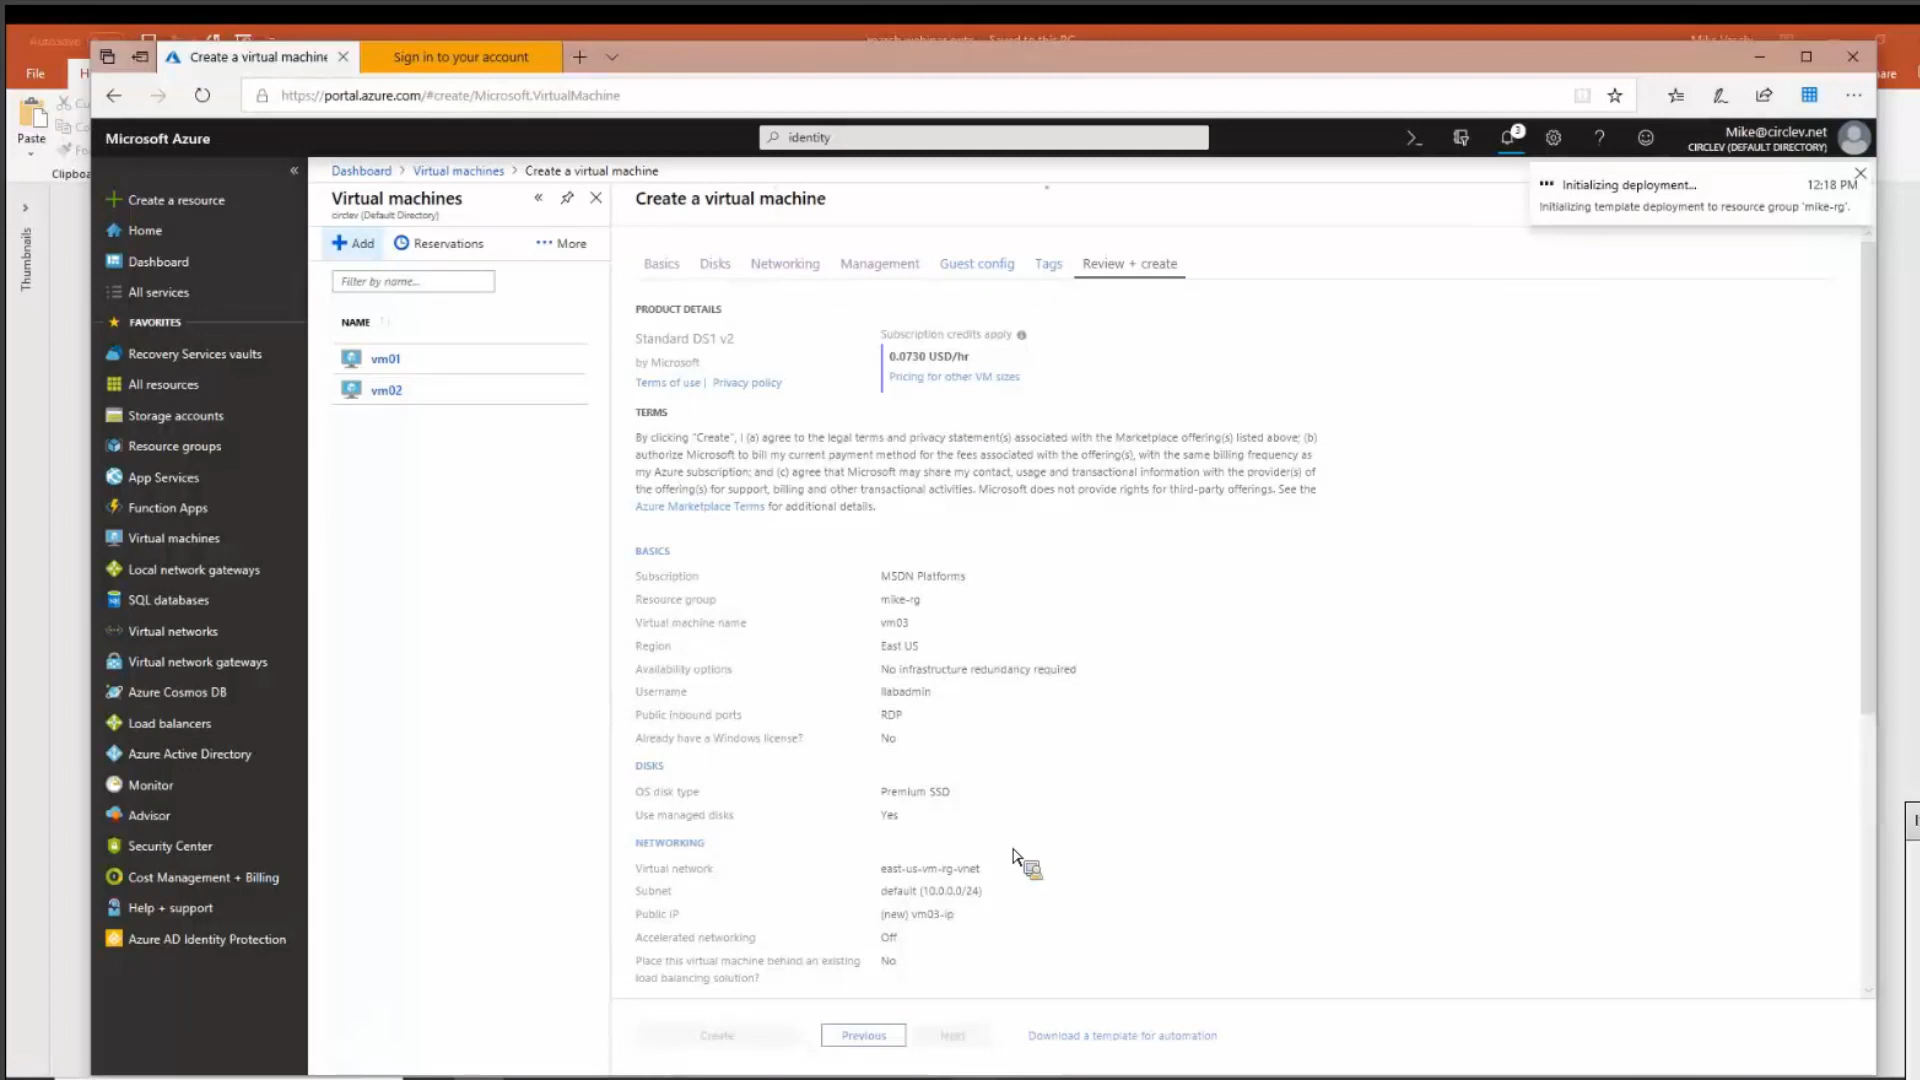 Create a virtual machine
Sign in to your account
File
https://portal.azure.com/#create/Microsoft.VirtualMachine
Paste
Clipboa
Thumbnails
Microsoft Azure
identity
3
Mike@circlev.net
CIRCLEV (DEFAULT DIRECTORY)
Initializing deployment...
12:18 PM
Initializing template deployment to resource group 'mike-rg'.
Create a resource
Home
Dashboard
All services
FAVORITES
Recovery Services vaults
All resources
Storage accounts
Resource groups
App Services
Function Apps
Virtual machines
Local network gateways
SQL databases
Virtual networks
Virtual network gateways
Azure Cosmos DB
Load balancers
Azure Active Directory
Monitor
Advisor
Security Center
Cost Management + Billing
Help + support
Azure AD Identity Protection
Dashboard > Virtual machines > Create a virtual machine
Virtual machines
circlev (Default Directory)
Add
Reservations
More
Filter by name...
NAME
vm01
vm02
Create a virtual machine
Basics Disks Networking Management Guest config Tags Review + create
PRODUCT DETAILS
Standard DS1 v2
by Microsoft
Terms of use | Privacy policy
Subscription credits apply
0.0730 USD/hr
Pricing for other VM sizes
TERMS
By clicking "Create", I (a) agree to the legal terms and privacy statement(s) associated with the Marketplace offering(s) listed above; (b)
authorize Microsoft to bill my current payment method for the fees associated with the offering(s), with the same billing frequency as
my Azure subscription; and (c) agree that Microsoft may share my contact, usage and transactional information with the provider(s) of
the offering(s) for support, billing and other transactional activities. Microsoft does not provide rights for third-party offerings. See the
Azure Marketplace Terms for additional details.
BASICS
Subscription MSDN Platforms
Resource group mike-rg
Virtual machine name vm03
Region East US
Availability options No infrastructure redundancy required
Username llabadmin
Public inbound ports RDP
Already have a Windows license? No
DISKS
OS disk type Premium SSD
Use managed disks Yes
NETWORKING
Virtual network east-us-vm-rg-vnet
Subnet default (10.0.0.0/24)
Public IP (new) vm03-ip
Accelerated networking Off
Place this virtual machine behind an existing No
load balancing solution?
Create
Previous
Next
Download a template for automation